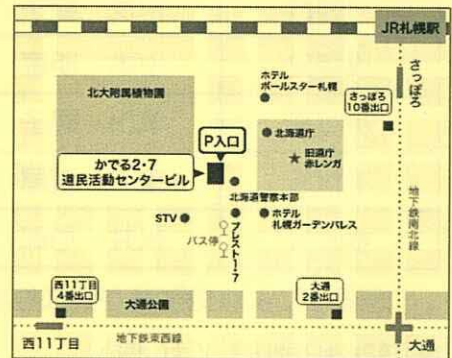 JR札幌駅
さっぽろ
ホテル
ポールスター札幌
さっぽろ
10番出口
北大附属植物園
P入口
北海道庁
旧道庁
赤レンガ
かでる2・7
道民活動センタービル
北海道警察本部
地下鉄南北線
STV
バス停
プレスト1・7
ホテル
札幌ガーデンパレス
西11丁目
4番出口
大通公園
大通
2番出口
西11丁目
地下鉄東西線
大通